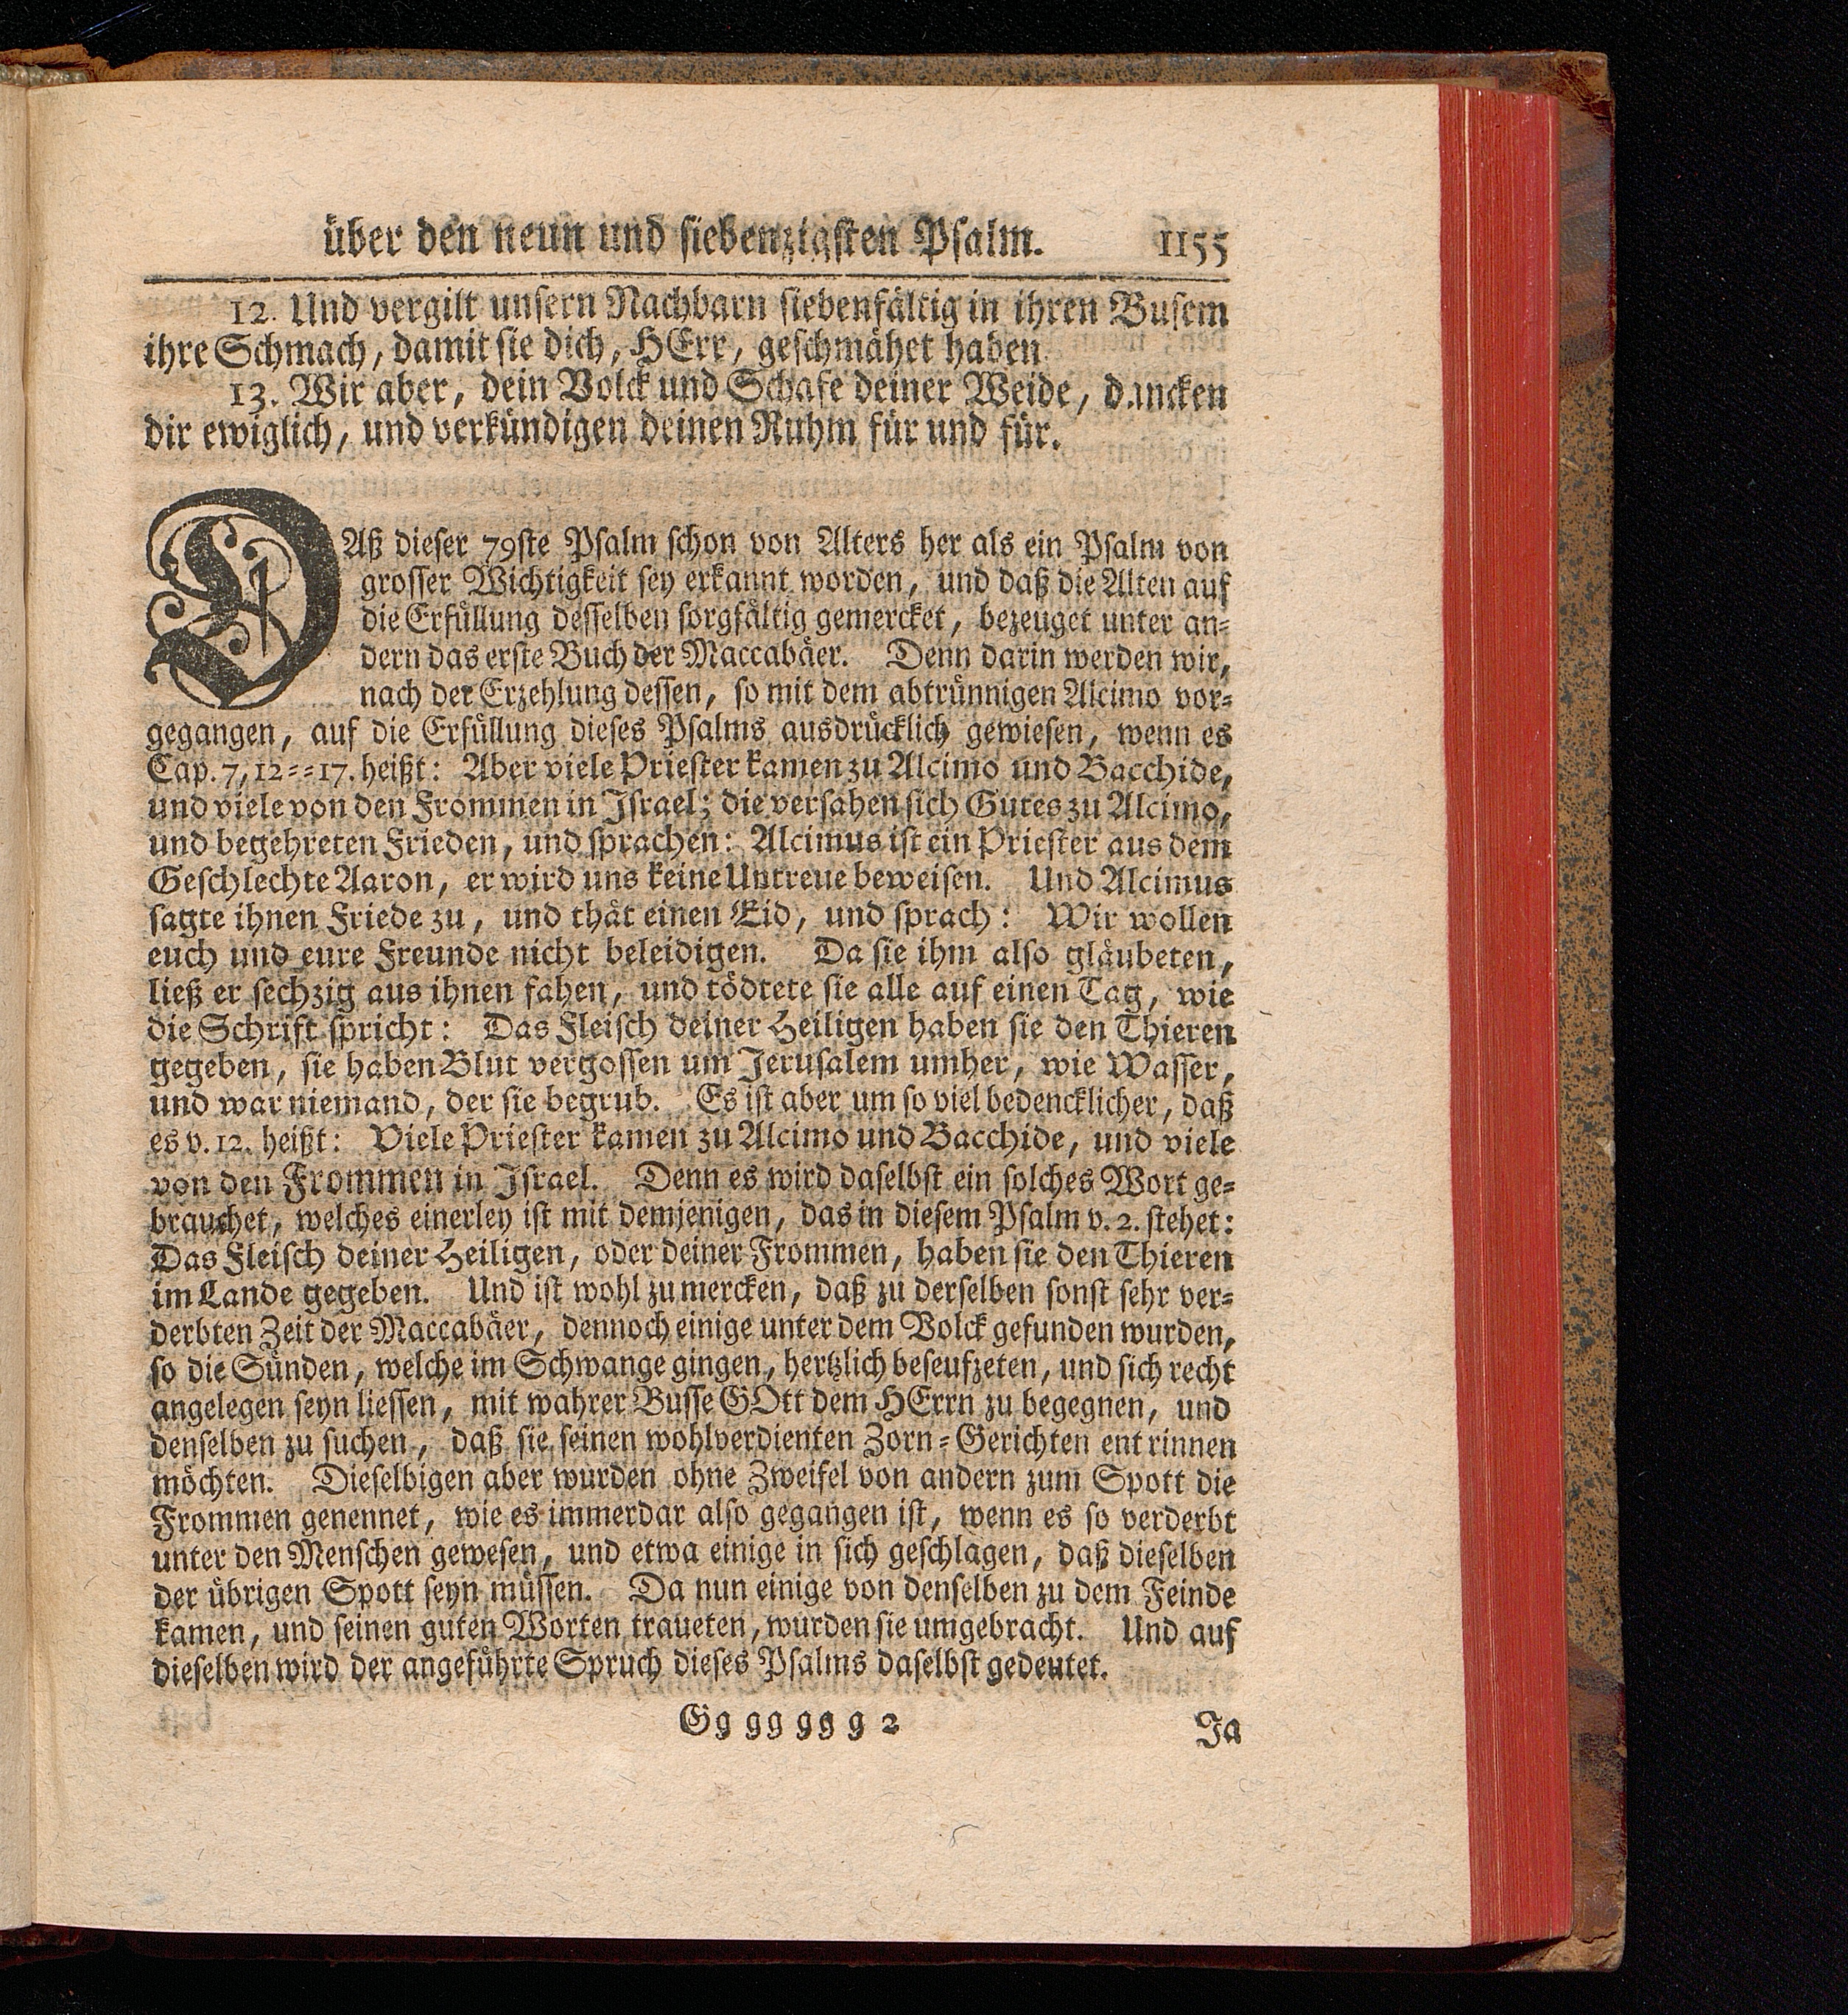 über den neun und siebenzigsten Psalm. 1155
12. Und vergilt unsern Nachbarn siebenfältig in ihren Busem
ihre Schmach, damit sie dich, HErr, geschmähet haben
13. Wir aber, dein Volck und Schafe deiner Weide, dancken
dir ewiglich, und verkündigen deinen Ruhm für und für.
DAß dieser 79ste Psalm schon von Alters her als ein Psalm von
grosser Wichtigkeit sey erkannt worden, und daß die Alten auf
die Erfüllung desselben sorgfältig gemercket, bezeuget unter an-
dern das erste Buch der Maccabäer. Denn darin werden wir,
nach der Erzehlung dessen, so mit dem abtrünnigen Alcimo vor-
gegangen, auf die Erfüllung dieses Psalms ausdrücklich gewiesen, wenn es
Cap. 7, 12--17. heißt: Aber viele Priester kamen zu Alcimo und Bacchide,
und viele von den Frommen in Israel; die versahen sich Gutes zu Alcimo,
und begehreten Frieden, und sprachen: Alcimus ist ein Priester aus dem
Geschlechte Aaron, er wird uns keine Untreue beweisen. Und Alcimus
sagte ihnen Friede zu, und thät einen Eid, und sprach: Wir wollen
euch und eure Freunde nicht beleidigen. Da sie ihm also gläubeten,
ließ er sechzig aus ihnen fahen, und tödtete sie alle auf einen Tag, wie
die Schrift spricht: Das Fleisch deiner Heiligen haben sie den Thieren
gegeben, sie haben Blut vergossen um Jerusalem umher, wie Wasser,
und war niemand, der sie begrub. Es ist aber um so viel bedencklicher, daß
es v. 12. heißt: Viele Priester kamen zu Alcimo und Bacchide, und viele
von den Frommen in Israel. Denn es wird daselbst ein solches Wort ge-
brauchet, welches einerley ist mit demjenigen, das in diesem Psalm v. 2. stehet:
Das Fleisch deiner Heiligen, oder deiner Frommen, haben sie den Thieren
im Lande gegeben. Und ist wohl zu mercken, daß zu derselben sonst sehr ver-
derbten Zeit der Maccabäer, dennoch einige unter dem Volck gefunden wurden,
so die Sünden, welche im Schwange gingen, hertzlich beseufzeten, und sich recht
angelegen seyn liessen, mit wahrer Busse GOtt dem HErrn zu begegnen, und
denselben zu suchen, daß sie seinen wohlverdienten Zorn-Gerichten entrinnen
möchten. Dieselbigen aber wurden ohne Zweifel von andern zum Spott die
Frommen genennet, wie es immerdar also gegangen ist, wenn es so verderbt
unter den Menschen gewesen, und etwa einige in sich geschlagen, daß dieselben
der übrigen Spott seyn müssen. Da nun einige von denselben zu dem Feinde
kamen, und seinen guten Worten traueten, wurden sie umgebracht. Und auf
dieselben wird der angeführte Spruch dieses Psalms daselbst gedeutet.
Gg gg gg g 2 Ja